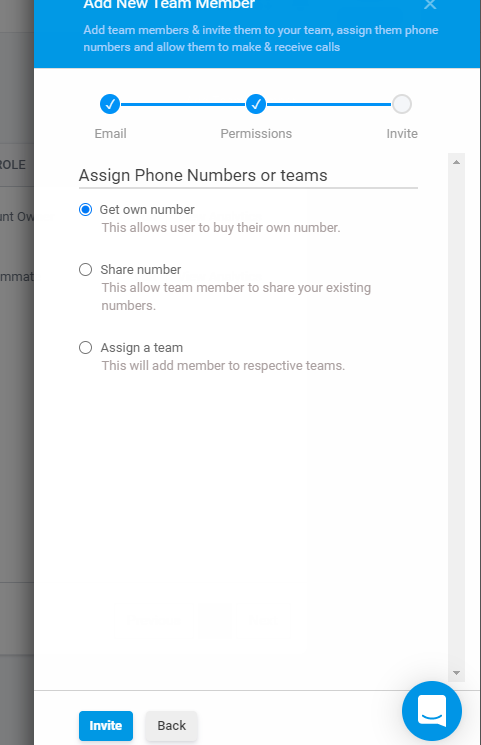 Add New Team Member
Add team members & invite them to your team, assign them phone
numbers and allow them to make & receive calls
Email
Permissions
Invite
ROLE
unt Ow
mmat
Assign Phone Numbers or teams
Get own number
This allows user to buy their own number.
Share number
This allow team member to share your existing
numbers.
Assign a team
This will add member to respective teams.
Invite
Back